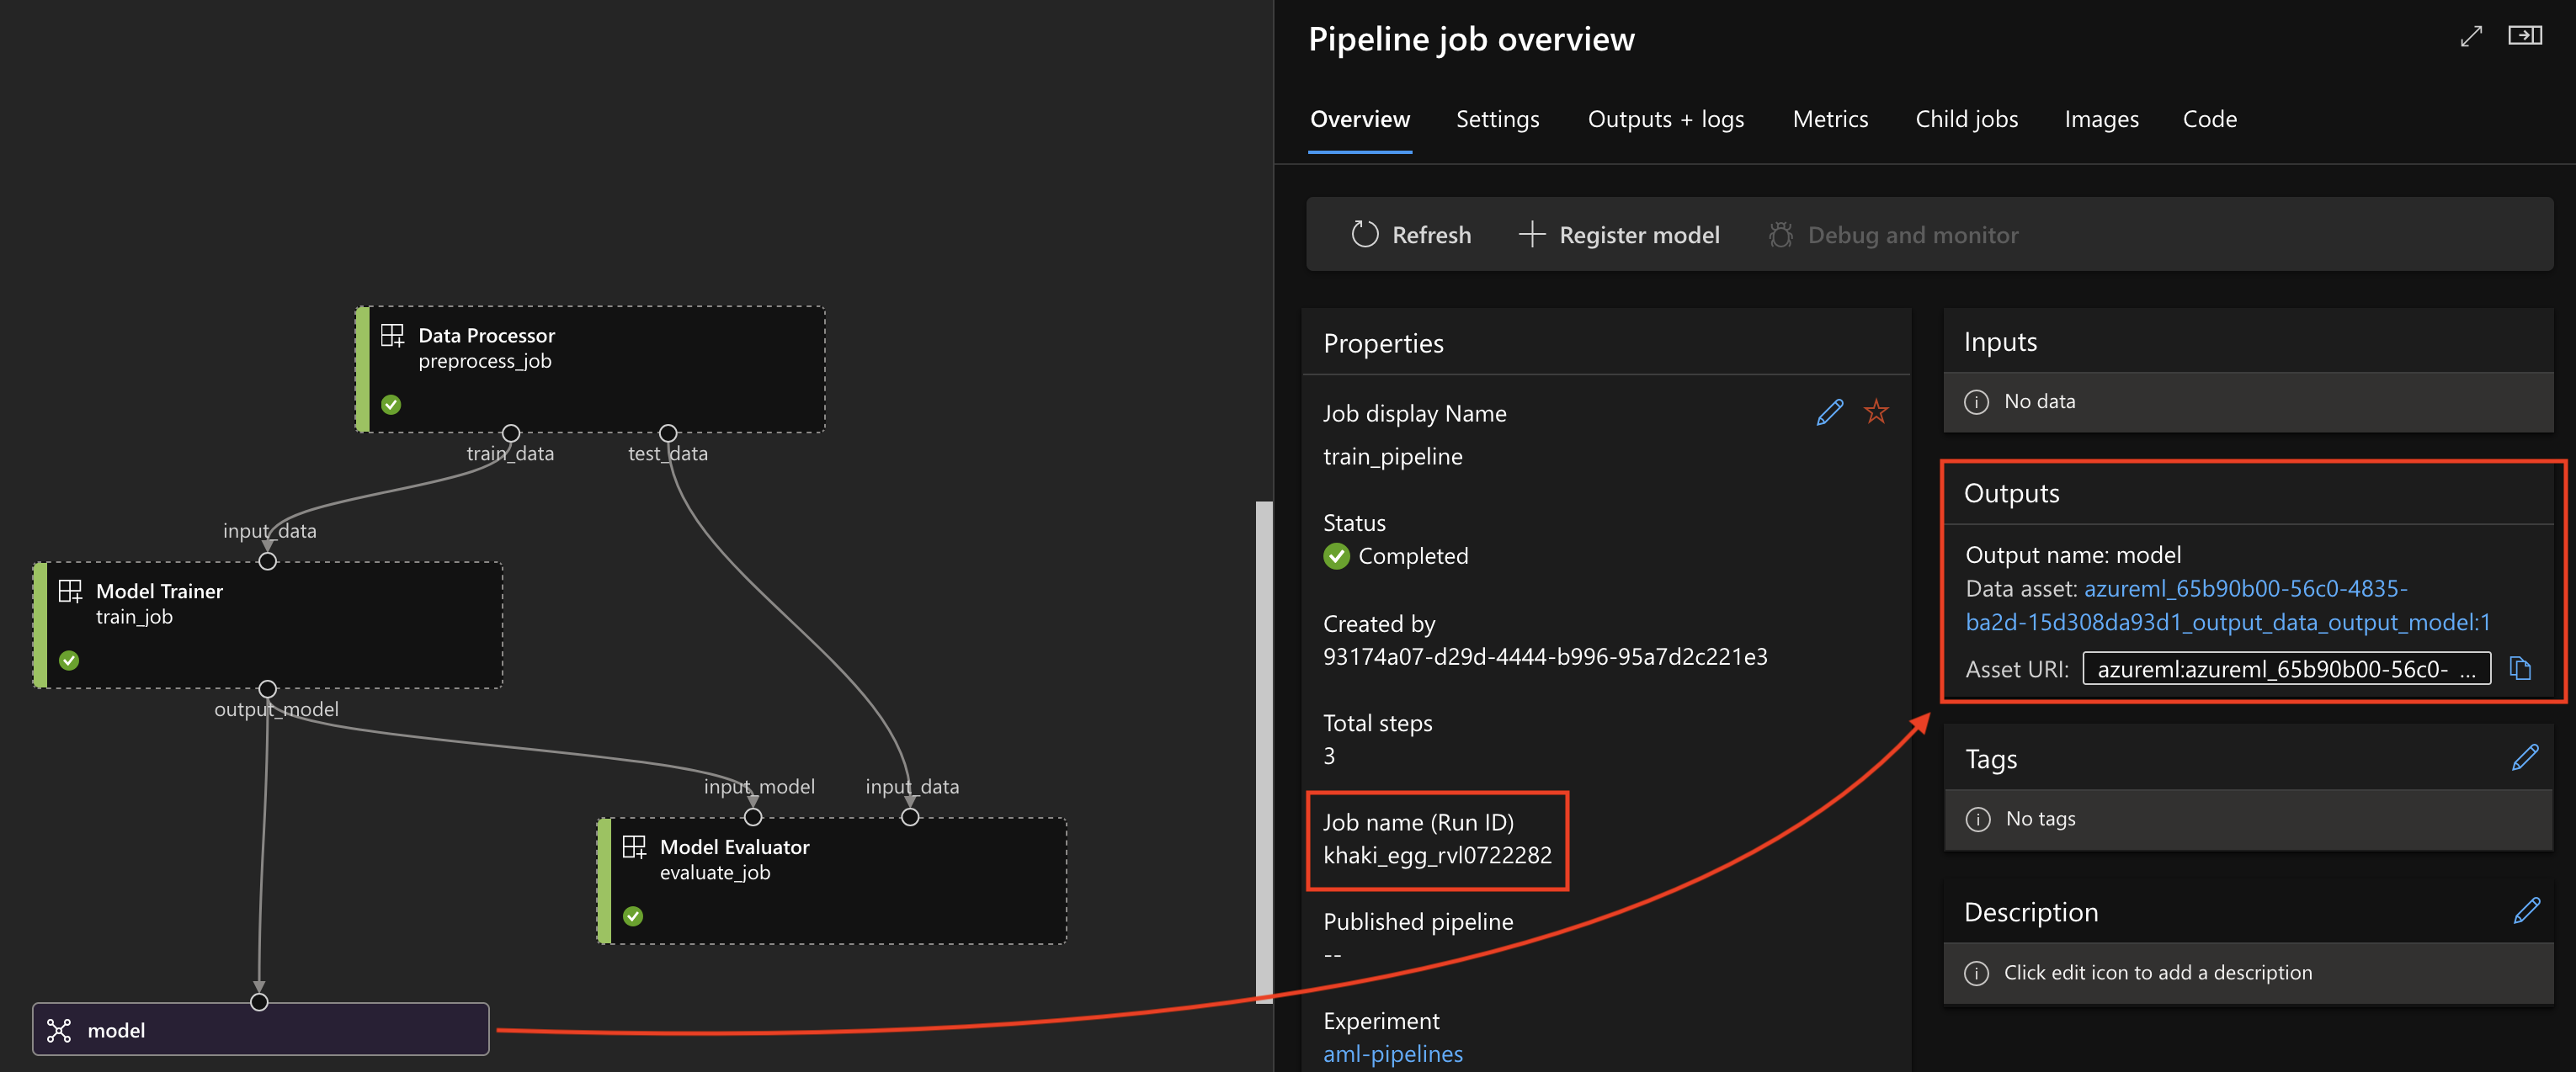 Data Processor
preprocess_job
train_data
test_data
input_data
Model Trainer
train_job
output_model
input_model
input_data
Model Evaluator
evaluate_job
model
Pipeline job overview
Overview
Settings
Outputs + logs
Metrics
Child jobs
Images
Code
Refresh
Register model
Debug and monitor
Properties
Job display Name
train_pipeline
Status
Completed
Created by
93174a07-d29d-4444-b996-95a7d2c221e3
Total steps
3
Job name (Run ID)
khaki_egg_rvl0722282
Published pipeline
--
Experiment
aml-pipelines
Inputs
No data
Outputs
Output name: model
Data asset: azureml_65b90b00-56c0-4835-
ba2d-15d308da93d1_output_data_output_model:1
Asset URI: azureml:azureml_65b90b00-56c0- ...
Tags
No tags
Description
Click edit icon to add a description